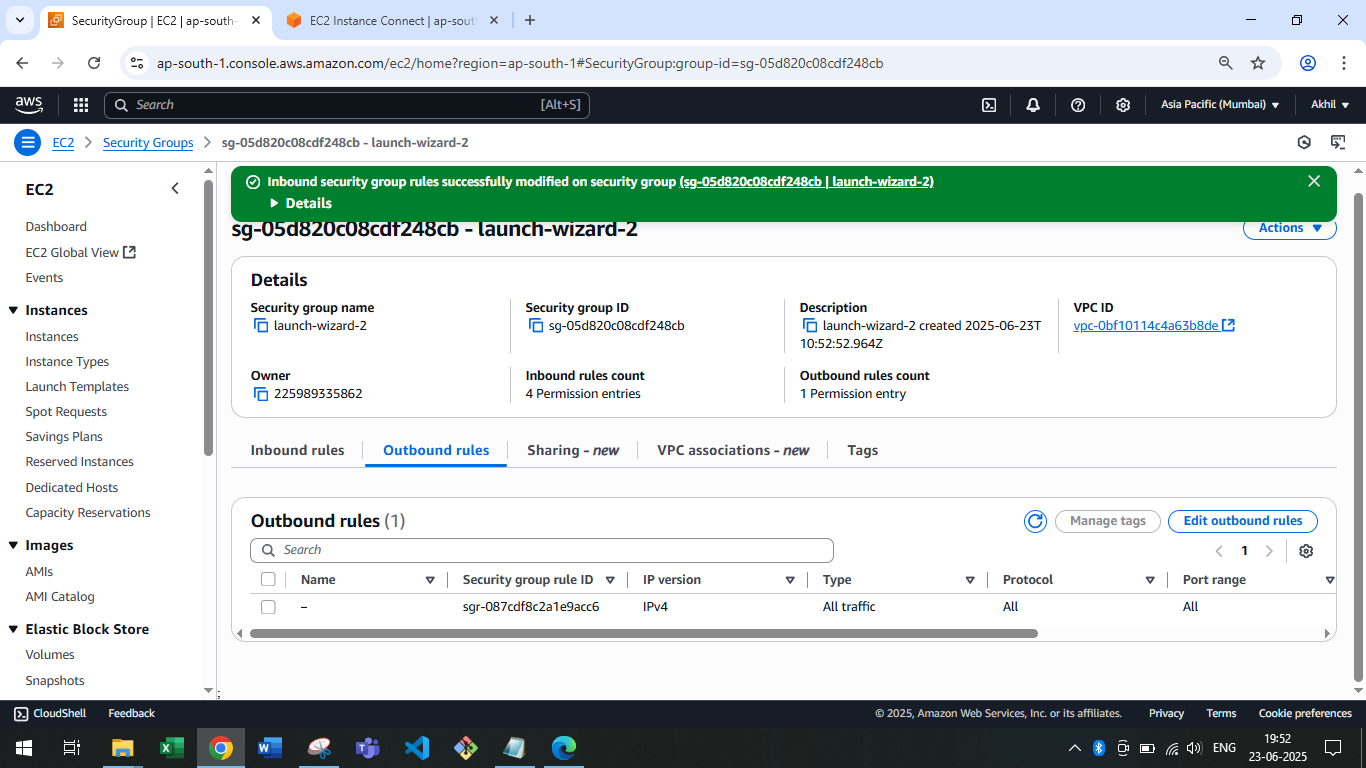 SecurityGroup | EC2 | ap-south-
EC2 Instance Connect | ap-sout
ap-south-1.console.aws.amazon.com/ec2/home?region=ap-south-1#SecurityGroup:group-id=sg-05d820c08cdf248cb
aws
Search [Alt+S]
Asia Pacific (Mumbai)
Akhil
EC2 > Security Groups > sg-05d820c08cdf248cb - launch-wizard-2
EC2
Dashboard
EC2 Global View
Events
Instances
Instances
Instance Types
Launch Templates
Spot Requests
Savings Plans
Reserved Instances
Dedicated Hosts
Capacity Reservations
Images
AMIs
AMI Catalog
Elastic Block Store
Volumes
Snapshots
Inbound security group rules successfully modified on security group (sg-05d820c08cdf248cb | launch-wizard-2)
Details
sg-05d820c08cdf248cb - launch-wizard-2
Actions
Details
Security group name
launch-wizard-2
Security group ID
sg-05d820c08cdf248cb
Description
launch-wizard-2 created 2025-06-23T
10:52:52.964Z
VPC ID
vpc-0bf10114c4a63b8de
Owner
225989335862
Inbound rules count
4 Permission entries
Outbound rules count
1 Permission entry
Inbound rules
Outbound rules
Sharing - new
VPC associations - new
Tags
Outbound rules (1)
Manage tags
Edit outbound rules
Search
1
Name Security group rule ID IP version Type Protocol Port range
– sgr-087cdf8c2a1e9acc6 IPv4 All traffic All All
;
CloudShell Feedback © 2025, Amazon Web Services, Inc. or its affiliates. Privacy Terms Cookie preferences
ENG
19:52
23-06-2025